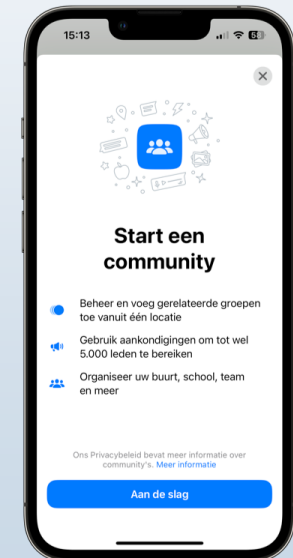 15:13
Start een
community
Beheer en voeg gerelateerde groepen
toe vanuit één locatie
Gebruik aankondigingen om tot wel
5.000 leden te bereiken
Organiseer uw buurt, school, team
en meer
Ons Privacybeleid bevat meer informatie over
community's. Meer informatie
Aan de slag